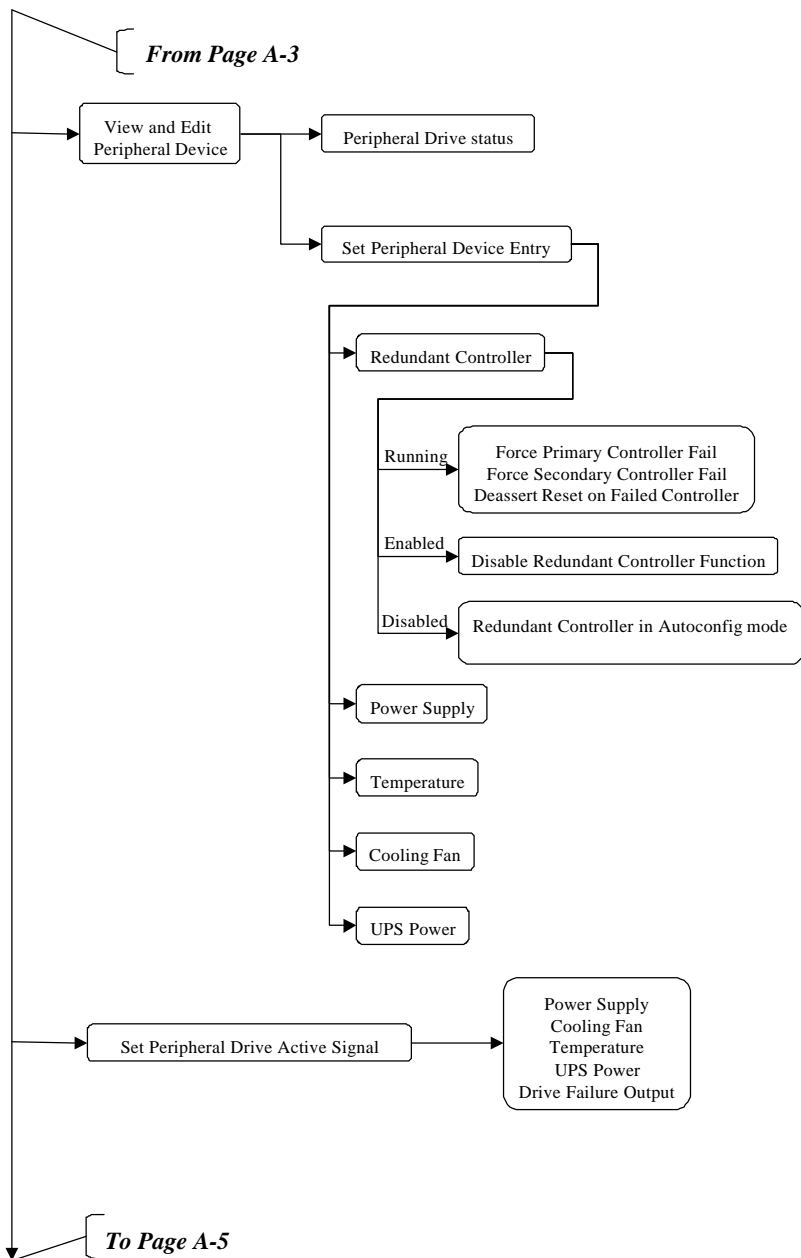 From Page A-3
View and Edit
Peripheral Device
Peripheral Drive status
Set Peripheral Device Entry
Redundant Controller
Running
Force Primary Controller Fail
Force Secondary Controller Fail
Deassert Reset on Failed Controller
Enabled
Disable Redundant Controller Function
Disabled
Redundant Controller in Autoconfig mode
Power Supply
Temperature
Cooling Fan
UPS Power
Set Peripheral Drive Active Signal
Power Supply
Cooling Fan
Temperature
UPS Power
Drive Failure Output
To Page A-5